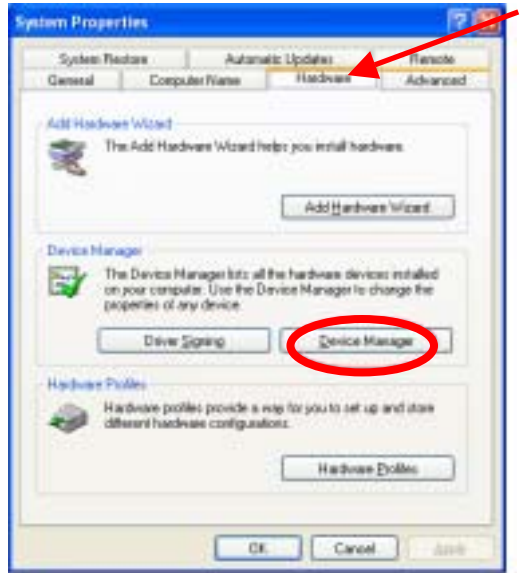 System Properties
System Restore
Automatic Updates
Remote
General
Computer Name
Hardware
Advanced
Add Hardware Wizard
The Add Hardware Wizard helps you install hardware.
Add Hardware Wizard
Device Manager
The Device Manager lists all the hardware devices installed
on your computer. Use the Device Manager to change the
properties of any device.
Driver Signing
Device Manager
Hardware Profiles
Hardware profiles provide a way for you to set up and store
different hardware configurations.
Hardware Profiles
OK
Cancel
Apply